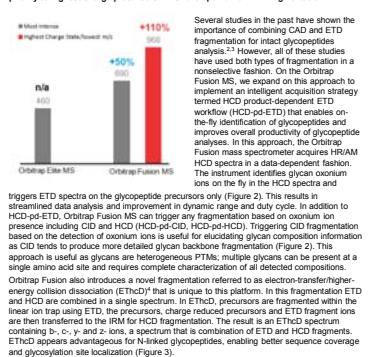 ■ Most Intense
■ Highest Charge State/lowest m/z
+110%
966
+50%
690
n/a
460
Orbitrap Elite MS Orbitrap Fusion MS
Several studies in the past have shown the
importance of combining CAD and ETD
fragmentation for intact glycopeptides
analysis.2,3 However, all of these studies
have used both types of fragmentation in a
nonselective fashion. On the Orbitrap
Fusion MS, we expand on this approach to
implement an intelligent acquisition strategy
termed HCD product-dependent ETD
workflow (HCD-pd-ETD) that enables on-
the-fly identification of glycopeptides and
improves overall productivity of glycopeptide
analyses. In this approach, the Orbitrap
Fusion mass spectrometer acquires HR/AM
HCD spectra in a data-dependent fashion.
The instrument identifies glycan oxonium
ions on the fly in the HCD spectra and
triggers ETD spectra on the glycopeptide precursors only (Figure 2). This results in
streamlined data analysis and improvement in dynamic range and duty cycle. In addition to
HCD-pd-ETD, Orbitrap Fusion MS can trigger any fragmentation based on oxonium ion
presence including CID and HCD (HCD-pd-CID, HCD-pd-HCD). Triggering CID fragmentation
based on the detection of oxonium ions is useful for elucidating glycan composition information
as CID tends to produce more detailed glycan backbone fragmentation (Figure 2). This
approach is useful as glycans are heterogeneous PTMs; multiple glycans can be present at a
single amino acid site and requires complete characterization of all detected compositions.
Orbitrap Fusion also introduces a novel fragmentation referred to as electron-transfer/higher-
energy collision dissociation (EThCD)4 that is unique to this platform. In this fragmentation ETD
and HCD are combined in a single spectrum. In EThCD, precursors are fragmented within the
linear ion trap using ETD, the precursors, charge reduced precursors and ETD fragment ions
are then transferred to the IRM for HCD fragmentation. The result is an EThCD spectrum
containing b-, c-, y- and z- ions, a spectrum that is combination of ETD and HCD fragments.
EThCD appears advantageous for N-linked glycopeptides, enabling better sequence coverage
and glycosylation site localization (Figure 3).